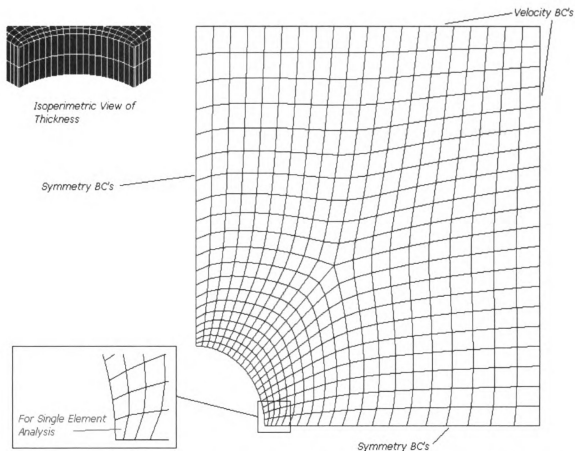 Velocity BC's
Isoperimetric View of
Thickness
Symmetry BC's
For Single Element
Analysis
Symmetry BC's